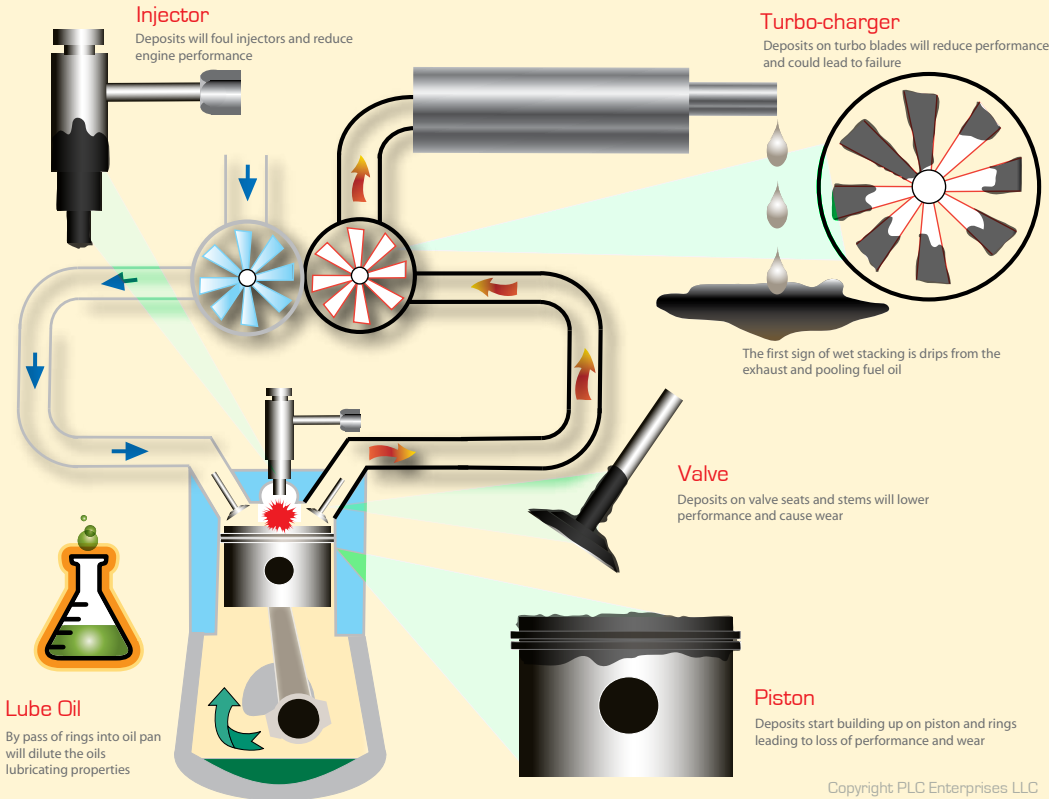 Injector
Deposits will foul injectors and reduce
engine performance
Turbo-charger
Deposits on turbo blades will reduce performance
and could lead to failure
The first sign of wet stacking is drips from the
exhaust and pooling fuel oil
Valve
Deposits on valve seats and stems will lower
performance and cause wear
Lube Oil
By pass of rings into oil pan
will dilute the oils
lubricating properties
Piston
Deposits start building up on piston and rings
leading to loss of performance and wear
Copyright PLC Enterprises LLC